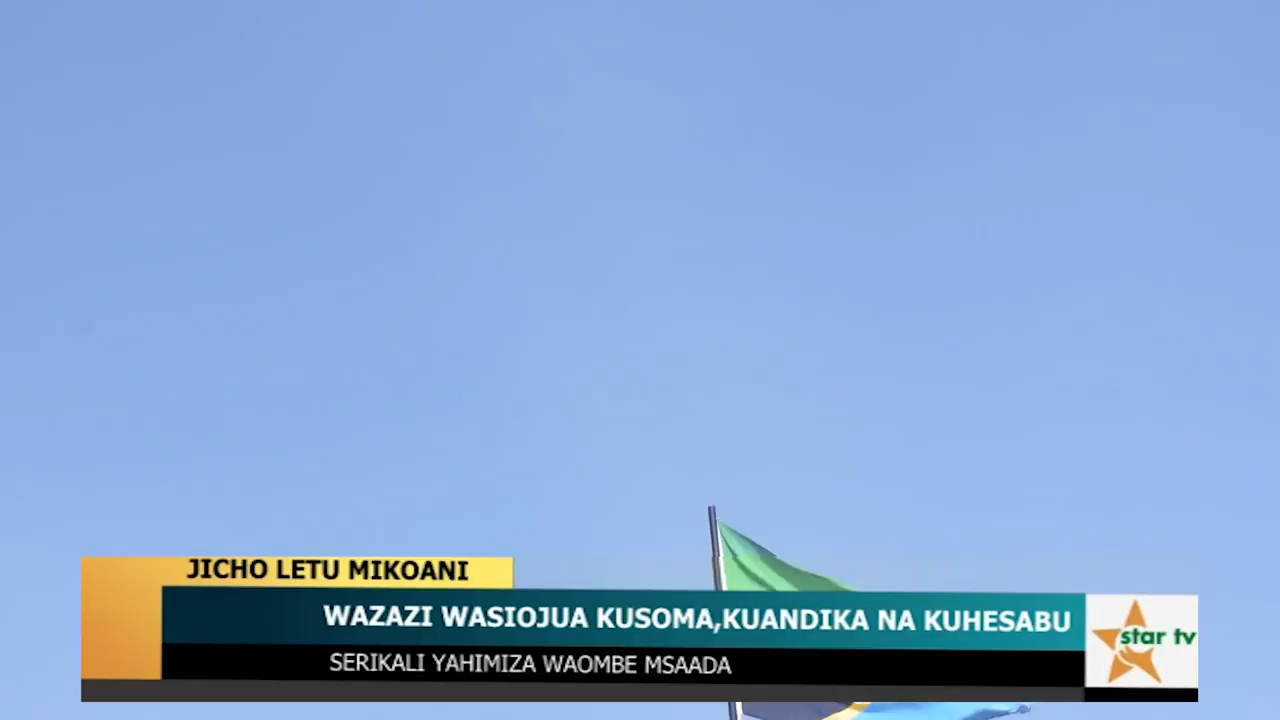 JICHO LETU MIKOANI
WAZAZI WASIOJUA KUSOMA,KUANDIKA NA KUHESABU
SERIKALI YAHIMIZA WAOMBE MSAADA
star tv